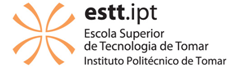 estt.ipt
Escola Superior
de Tecnologia de Tomar
Instituto Politécnico de Tomar